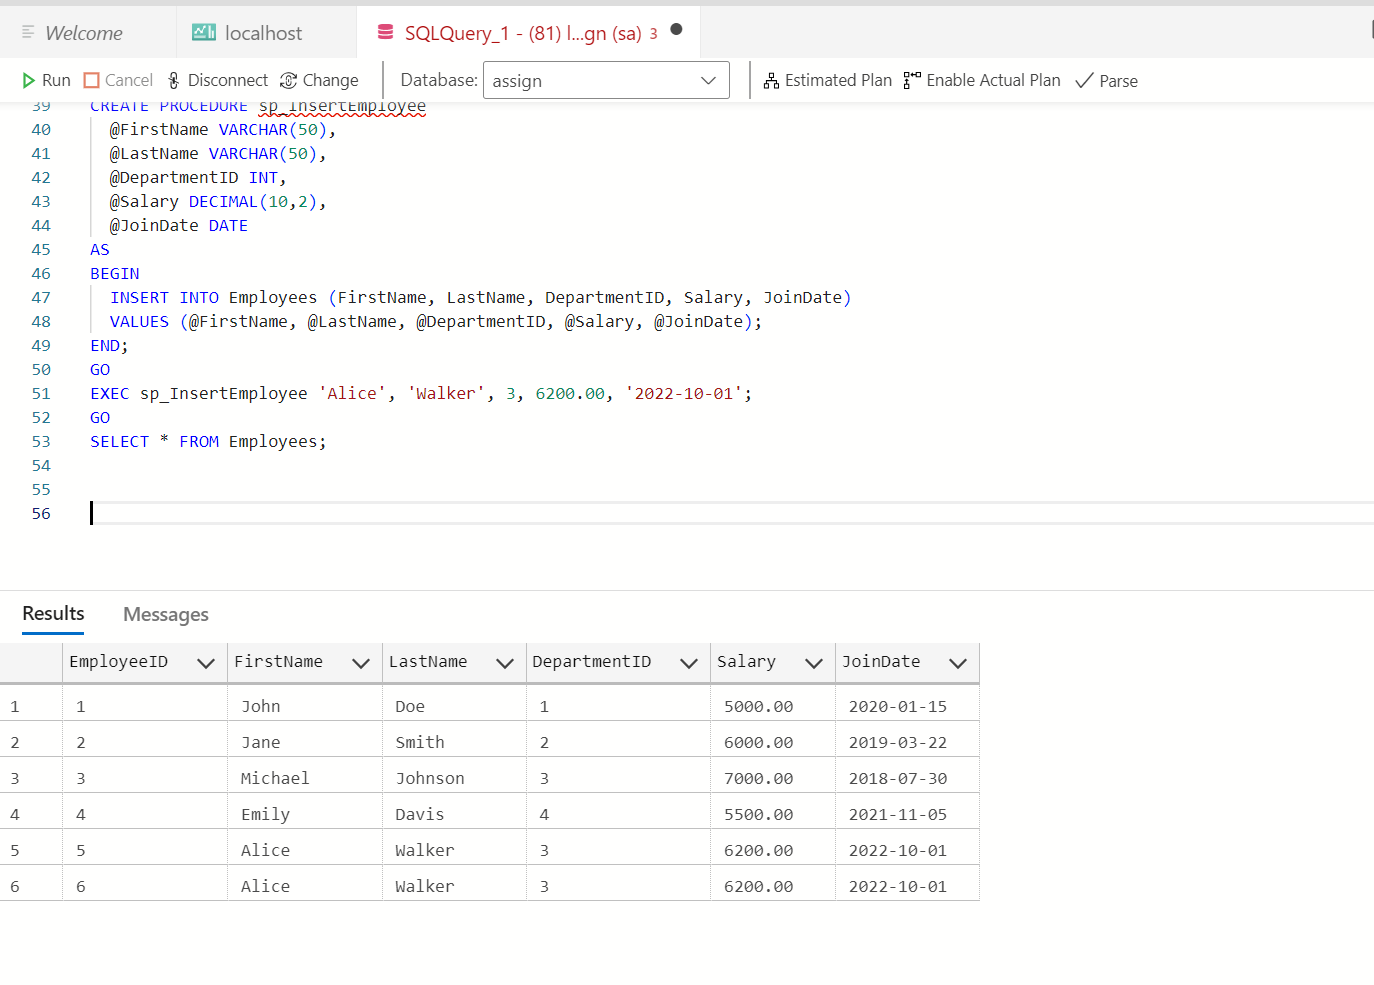 Welcome
localhost
SQLQuery_1 - (81) l...gn (sa) 3
Run Cancel Disconnect Change Database: assign Estimated Plan Enable Actual Plan Parse
39 CREATE PROCEDURE sp_InsertEmployee
40 @FirstName VARCHAR(50),
41 @LastName VARCHAR(50),
42 @DepartmentID INT,
43 @Salary DECIMAL(10,2),
44 @JoinDate DATE
45 AS
46 BEGIN
47 INSERT INTO Employees (FirstName, LastName, DepartmentID, Salary, JoinDate)
48 VALUES (@FirstName, @LastName, @DepartmentID, @Salary, @JoinDate);
49 END;
50 GO
51 EXEC sp_InsertEmployee 'Alice', 'Walker', 3, 6200.00, '2022-10-01';
52 GO
53 SELECT * FROM Employees;
54
55
56
Results Messages
EmployeeID FirstName LastName DepartmentID Salary JoinDate
1 1 John Doe 1 5000.00 2020-01-15
2 2 Jane Smith 2 6000.00 2019-03-22
3 3 Michael Johnson 3 7000.00 2018-07-30
4 4 Emily Davis 4 5500.00 2021-11-05
5 5 Alice Walker 3 6200.00 2022-10-01
6 6 Alice Walker 3 6200.00 2022-10-01